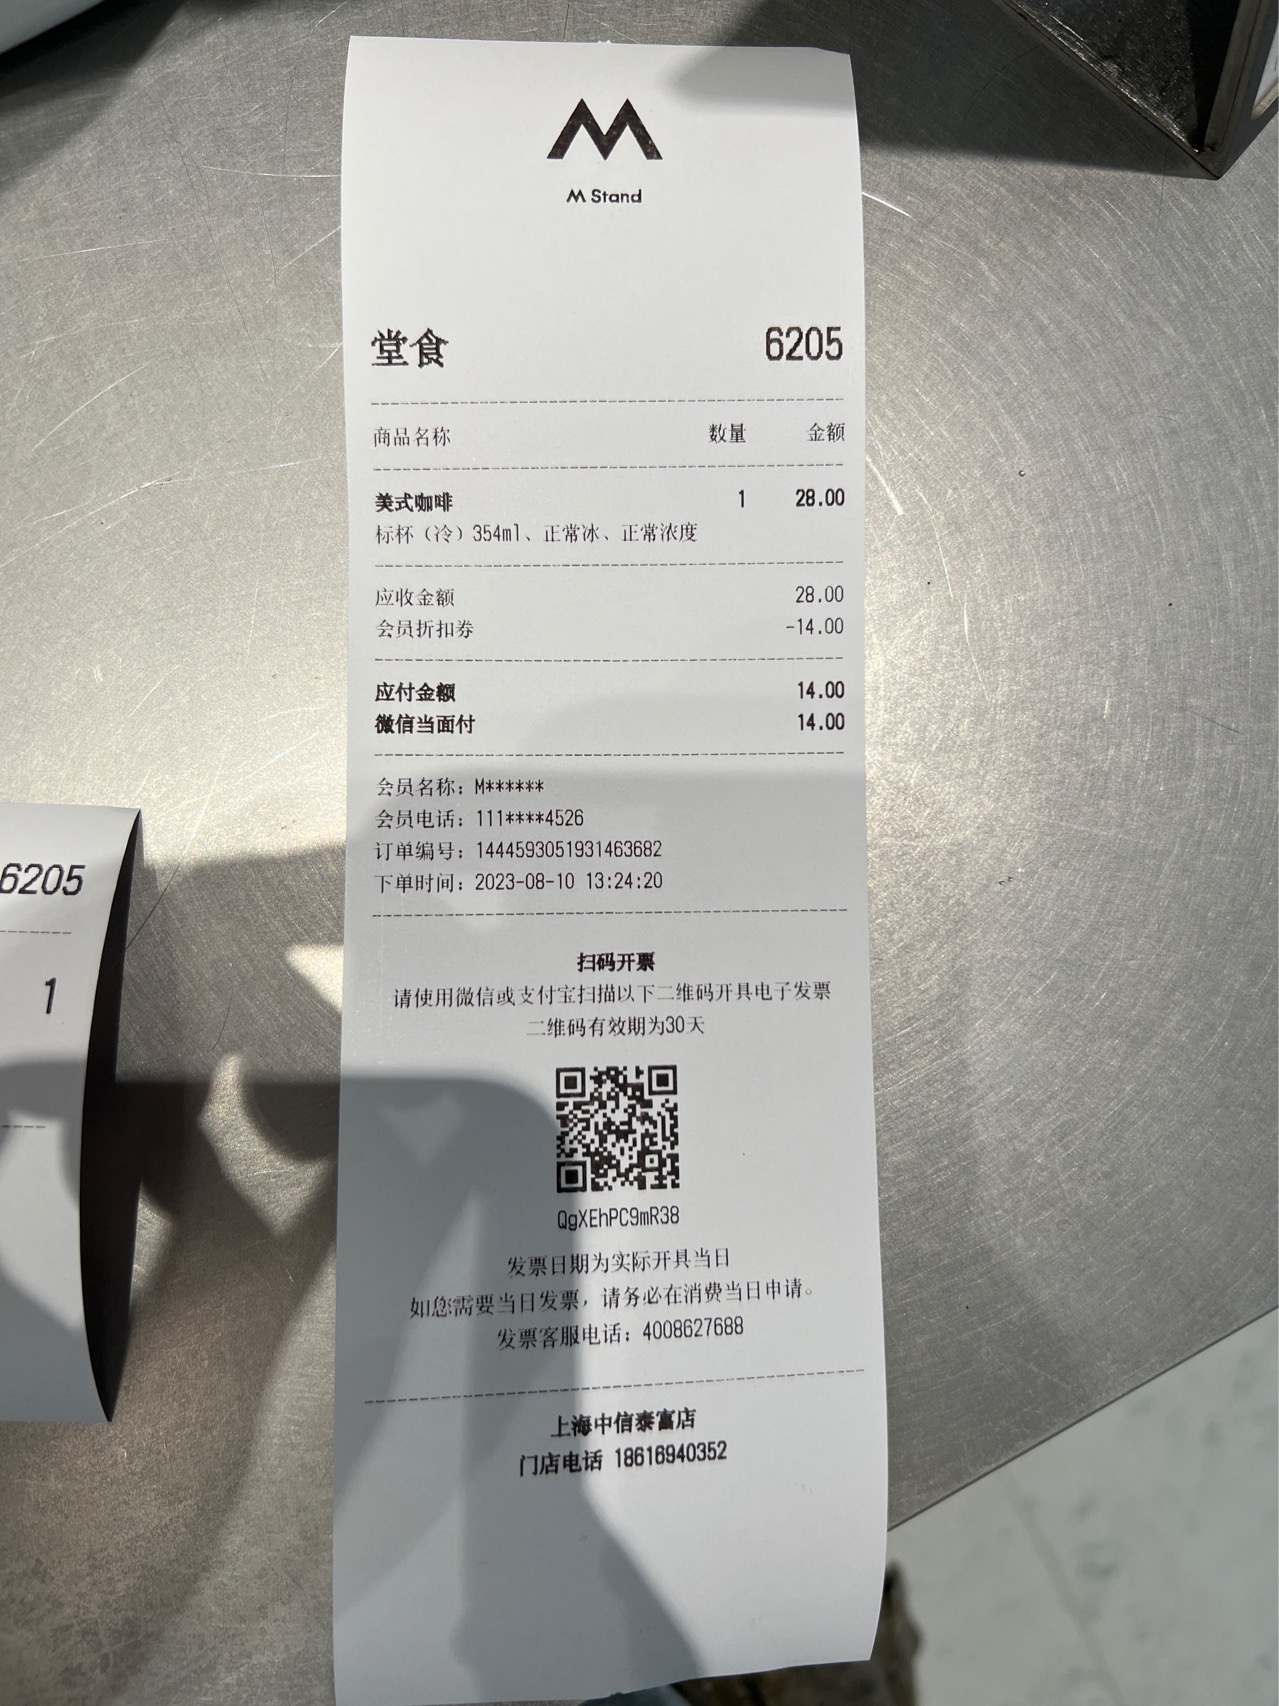 M Stand
堂食 6205
商品名称 数量 金额
美式咖啡 1 28.00
标杯（冷）354ml、正常冰、正常浓度
应收金额 28.00
会员折扣券 -14.00
应付金额 14.00
微信当面付 14.00
会员名称：M******
会员电话：111****4526
订单编号：1444593051931463682
下单时间：2023-08-10 13:24:20
扫码开票
请使用微信或支付宝扫描以下二维码开具电子发票
二维码有效期为30天
QgXEhPC9mR38
发票日期为实际开具当日
如您需要当日发票，请务必在消费当日申请。
发票客服电话：4008627688
上海中信泰富店
门店电话 18616940352
6205
1